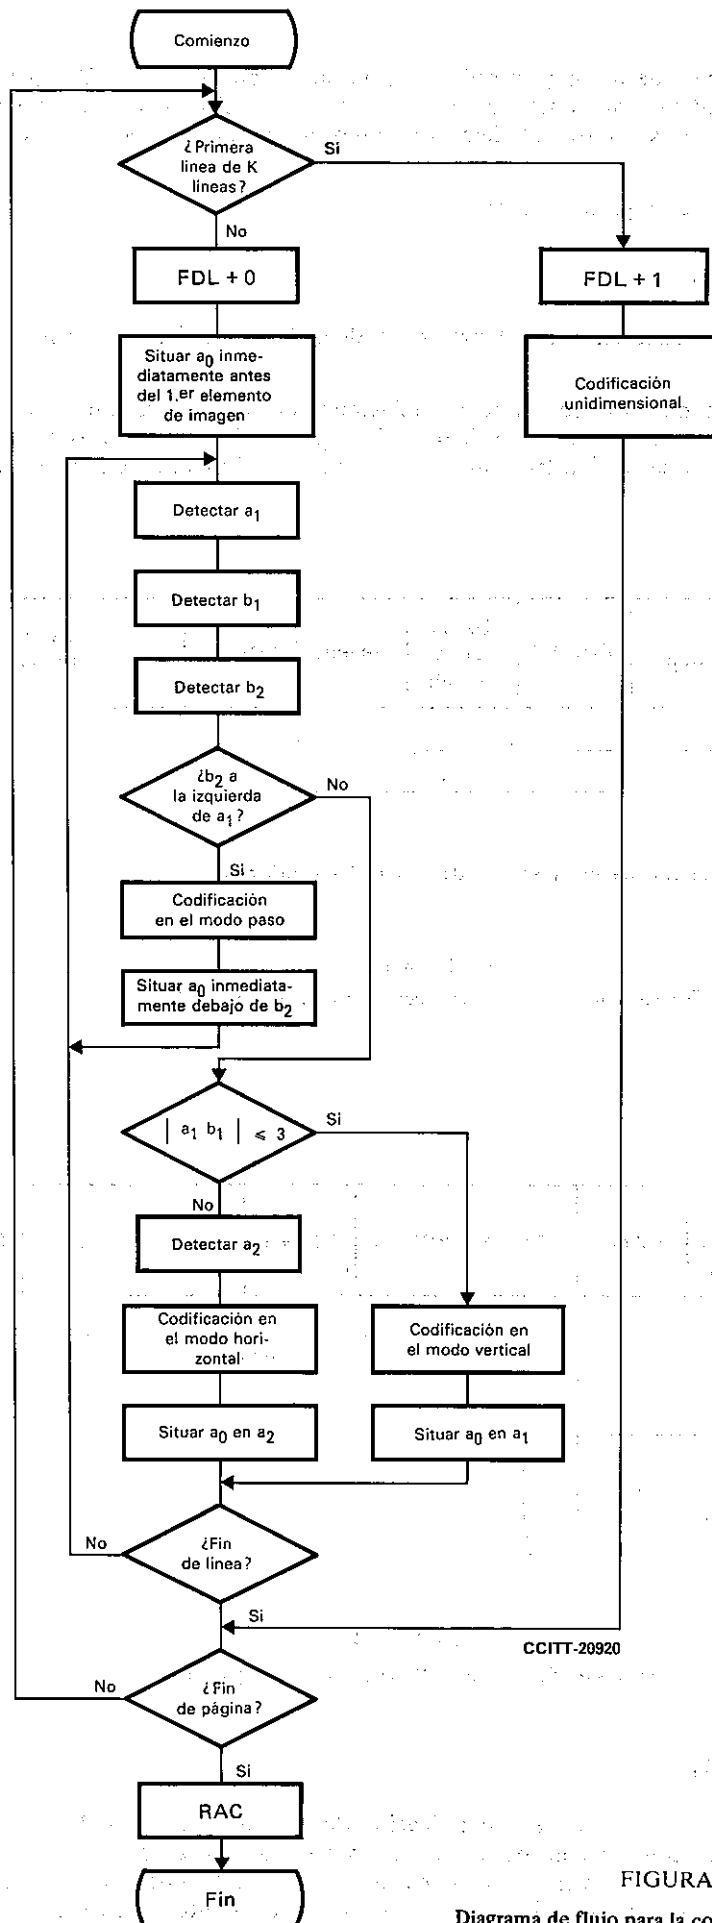 Comienzo
¿Primera
línea de K
líneas?
Sí
No
FDL + 0
FDL + 1
Situar a0 inme-
diatamente antes
del 1.er elemento
de imagen
Codificación
unidimensional
Detectar a1
Detectar b1
Detectar b2
¿b2 a
la izquierda
de a1?
No
Sí
Codificación
en el modo paso
Situar a0 inmediata-
mente debajo de b2
| a1 b1 | ≤ 3
Sí
No
Detectar a2
Codificación en
el modo hori-
zontal
Codificación en
el modo vertical
Situar a0 en a2
Situar a0 en a1
¿Fin
de línea?
No
Sí
CCITT-20920
¿Fin
de página?
No
Sí
RAC
Fin
FIGURA
Diagrama de flujo para la co